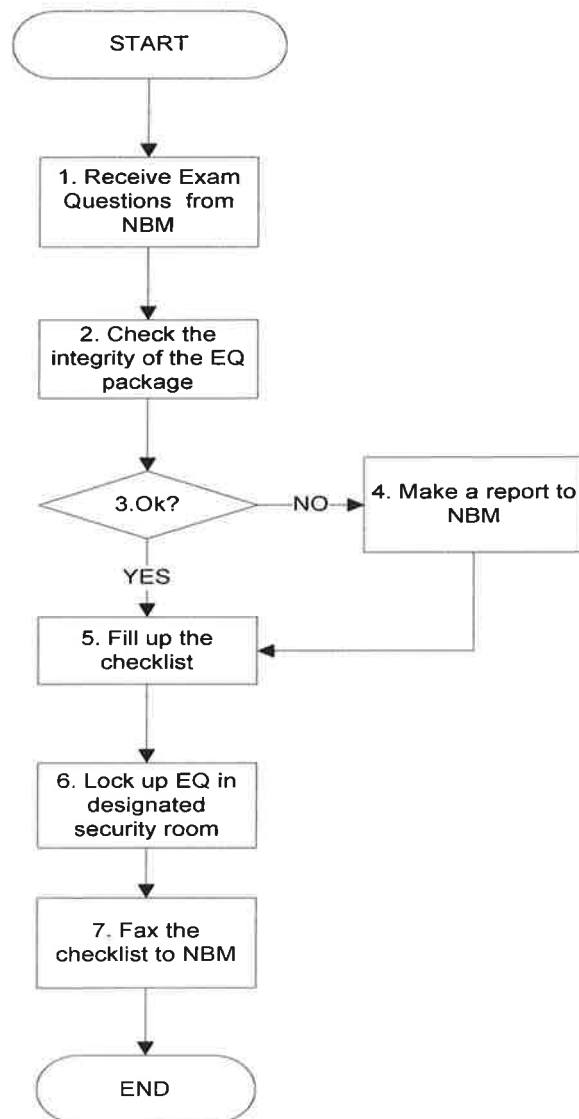 START
1. Receive Exam
Questions from
NBM
2. Check the
integrity of the EQ
package
3.Ok?
NO
4. Make a report to
NBM
YES
5. Fill up the
checklist
6. Lock up EQ in
designated
security room
7. Fax the
checklist to NBM
END